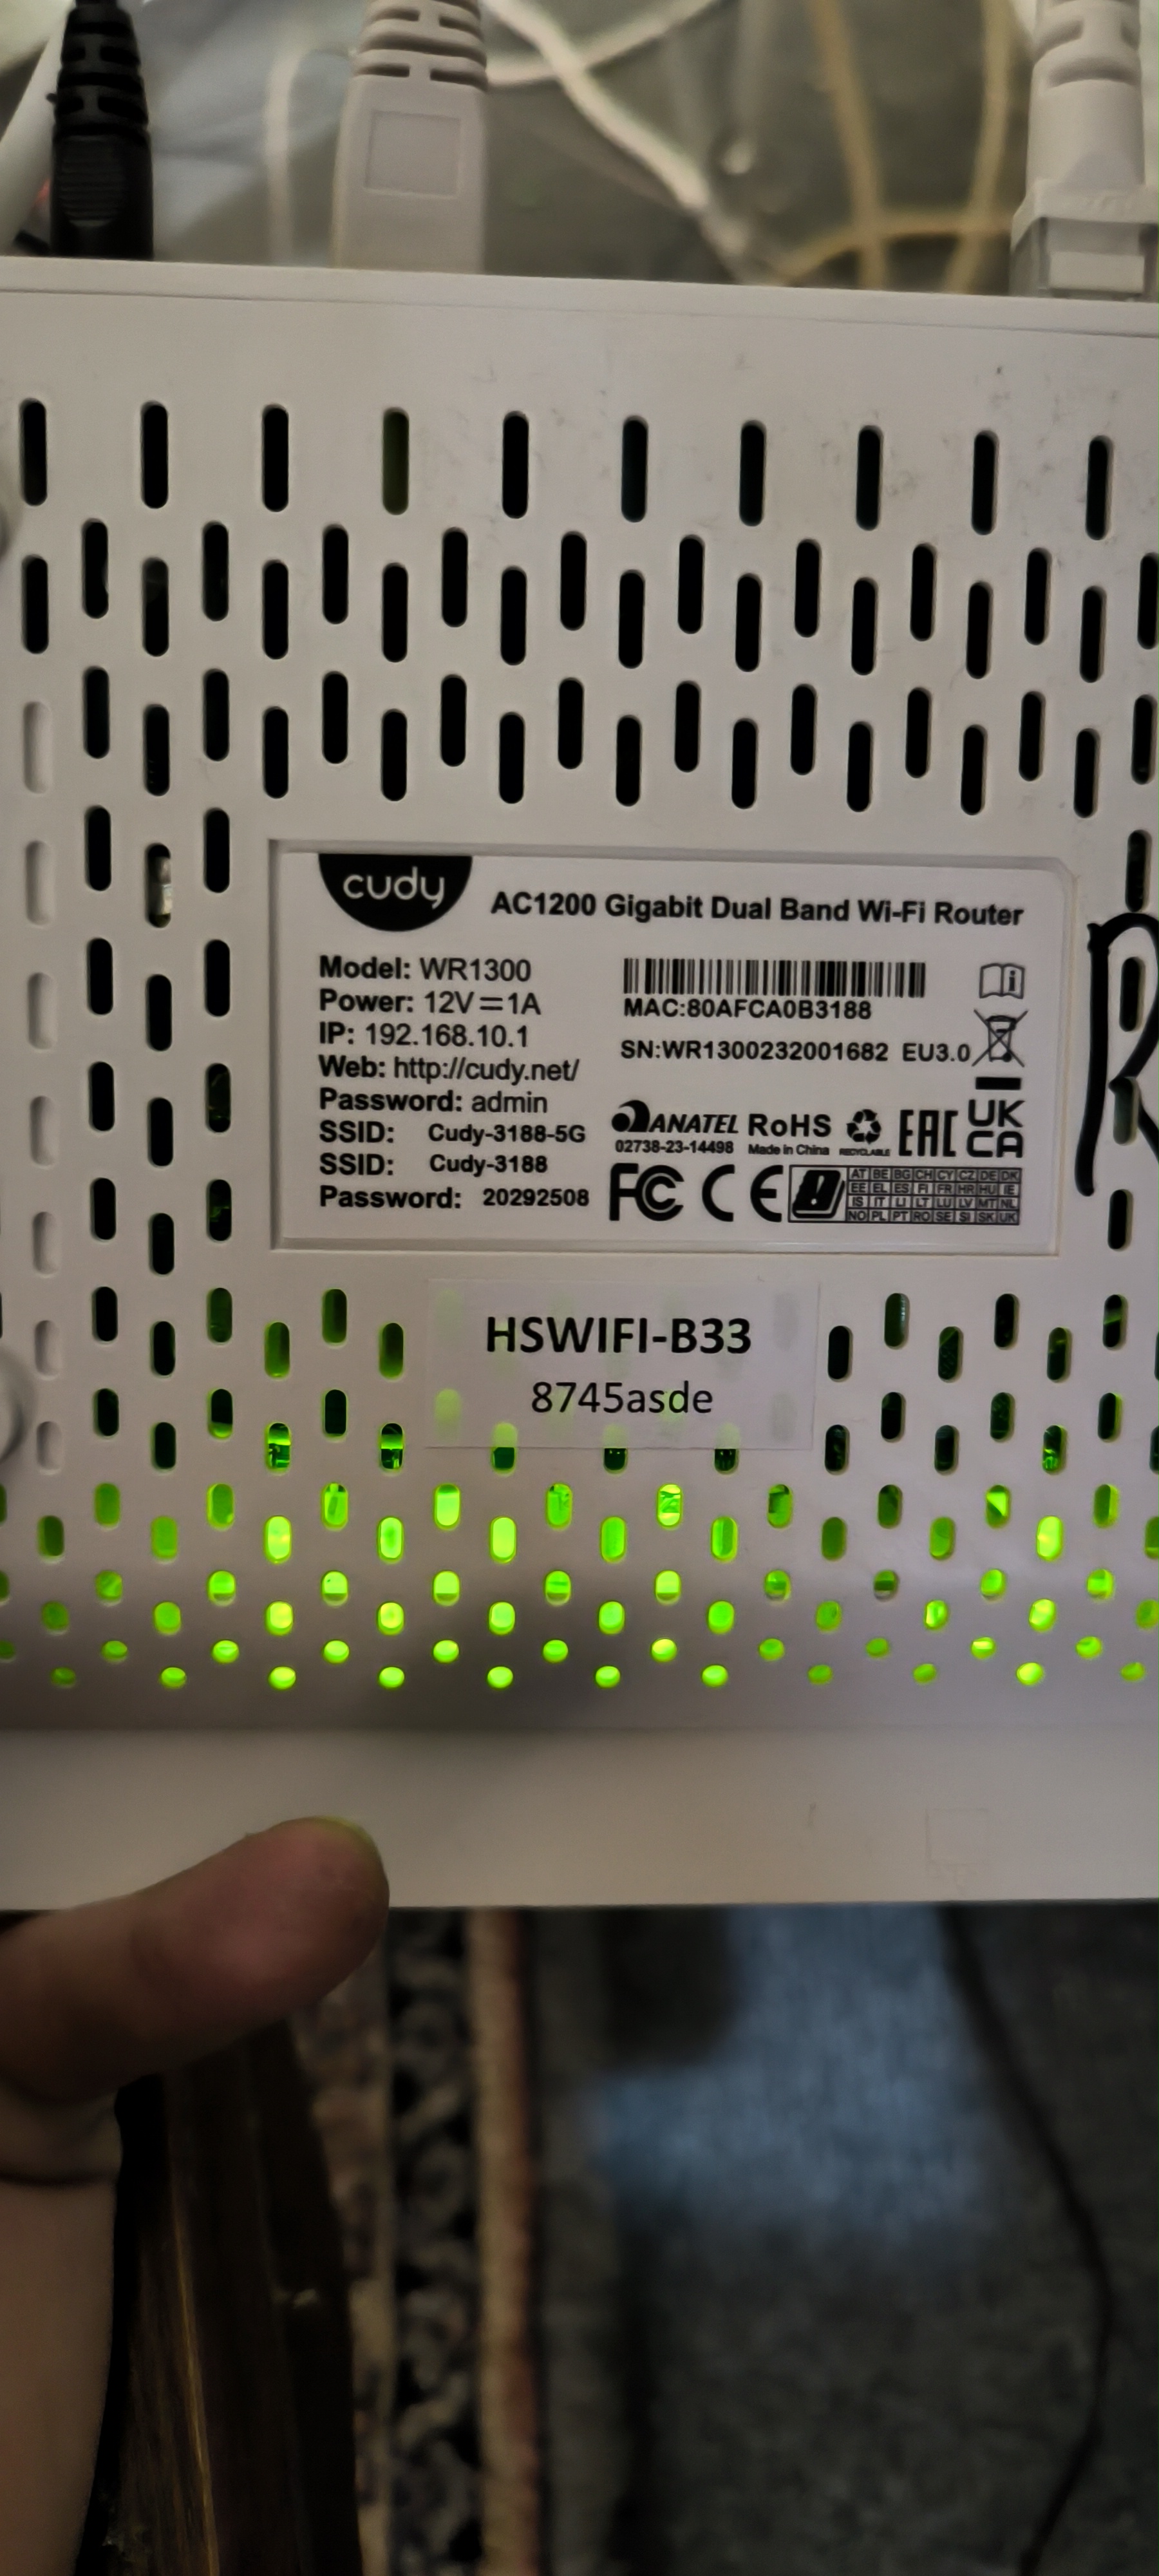 cudy
AC1200 Gigabit Dual Band Wi-Fi Router
Model: WR1300
Power: 12V⎓1A
IP: 192.168.10.1
Web: http://cudy.net/
Password: admin
SSID: Cudy-3188-5G
SSID: Cudy-3188
Password: 20292508
MAC:80AFCA0B3188
SN:WR1300232001682 EU3.0
ANATEL RoHS EAC UK CA
02738-23-14498 Made in China RECYCLABLE
FC CE
AT BE BG CH CY CZ DE DK
EE EL ES FI FR HR HU IE
IS IT LI LT LU LV MT NL
NO PL PT RO SE SI SK UK
R
HSWIFI-B33
8745asde